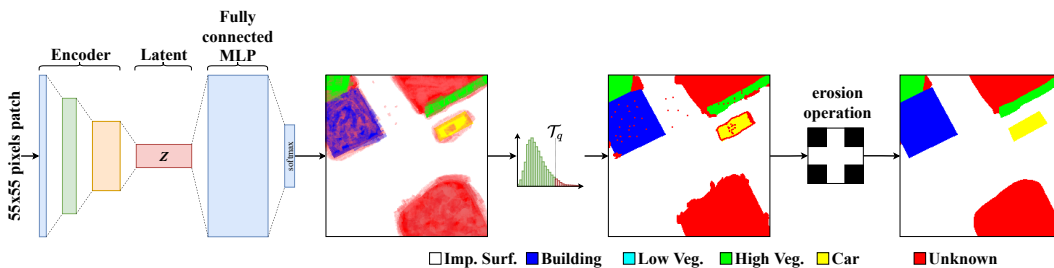 Fully
connected
MLP
Encoder
Latent
55x55 pixels patch
z
softmax
𝒯q
erosion
operation
Imp. Surf.
Building
Low Veg.
High Veg.
Car
Unknown